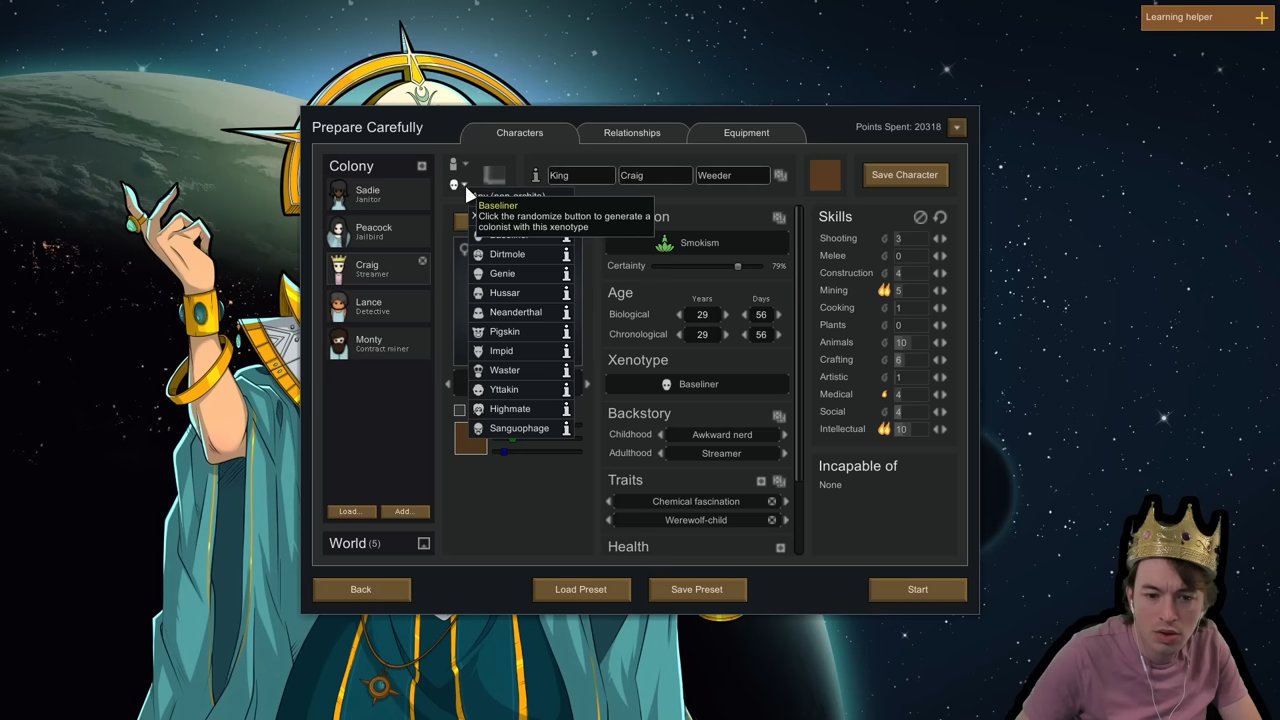 Learning helper
Prepare Carefully
Characters
Relationships
Equipment
Points Spent: 20318
Colony
Sadie
Janitor
Peacock
Jailbird
Craig
Streamer
Lance
Detective
Monty
Contract miner
Load...
Add...
World (5)
King
Craig
Weeder
Save Character
Baseliner
Click the randomize button to generate a
colonist with this xenotype
Dirtmole
Genie
Hussar
Neanderthal
Pigskin
Impid
Waster
Yttakin
Highmate
Sanguophage
Smokism
Certainty
79%
Age
Years
Days
Biological
29
56
Chronological
29
56
Xenotype
Baseliner
Backstory
Childhood
Awkward nerd
Adulthood
Streamer
Traits
Chemical fascination
Werewolf-child
Health
Skills
Shooting
3
Melee
0
Construction
4
Mining
5
Cooking
1
Plants
0
Animals
10
Crafting
6
Artistic
1
Medical
4
Social
4
Intellectual
10
Incapable of
None
Back
Load Preset
Save Preset
Start